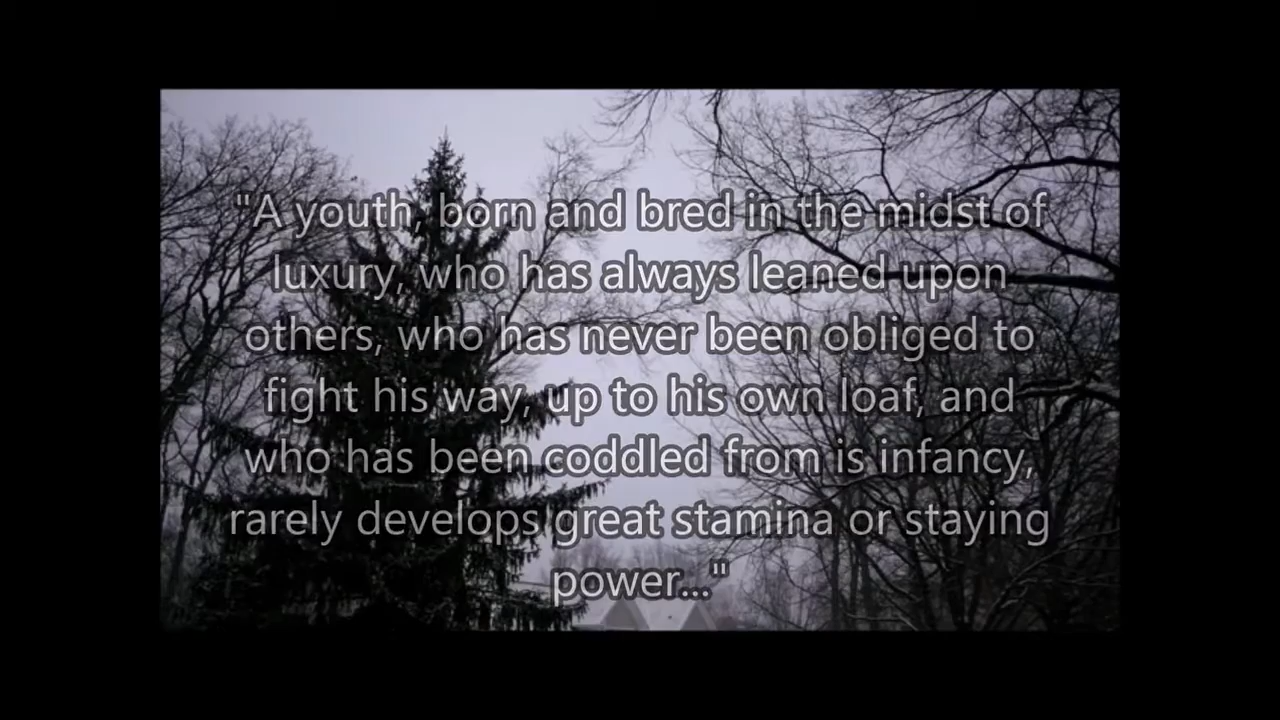 "A youth, born and bred in the midst of
luxury, who has always leaned upon
others, who has never been obliged to
fight his way, up to his own loaf, and
who has been coddled from is infancy,
rarely develops great stamina or staying
power..."